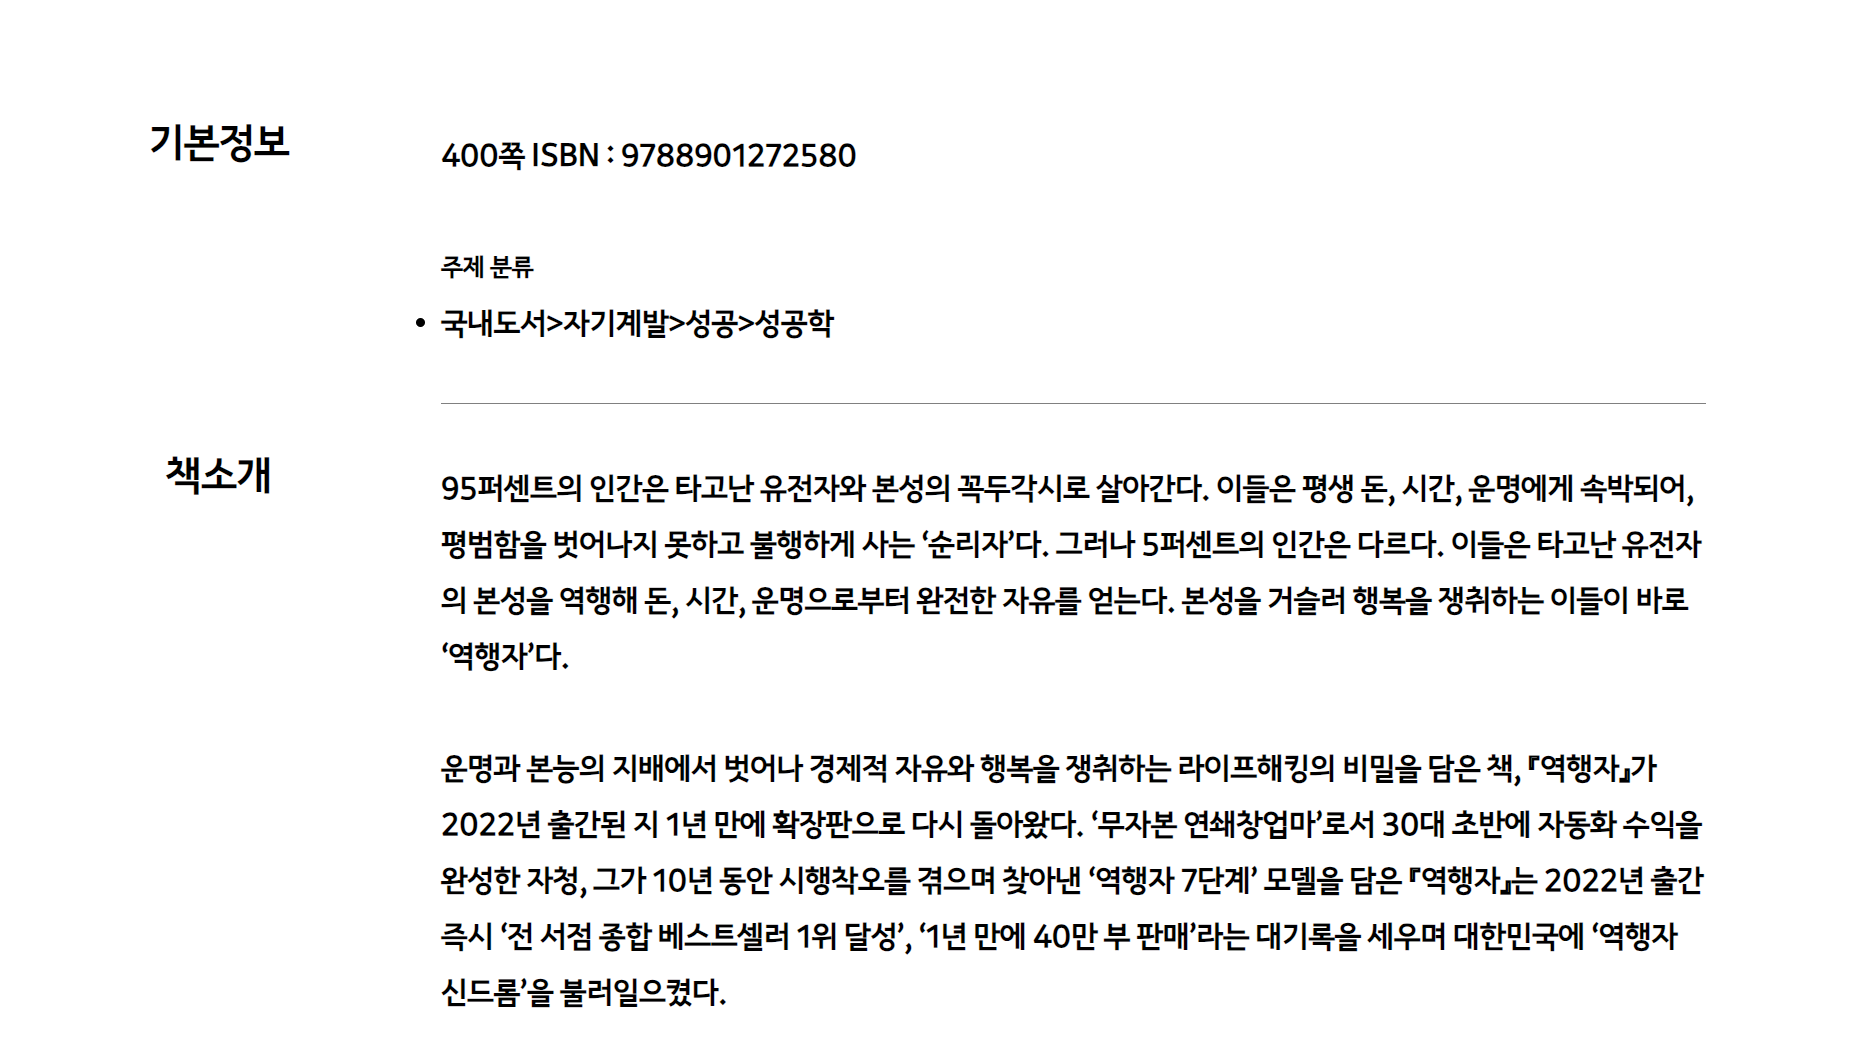 기본정보
400쪽 ISBN : 9788901272580
주제 분류
• 국내도서>자기계발>성공>성공학
책소개
95퍼센트의 인간은 타고난 유전자와 본성의 꼭두각시로 살아간다. 이들은 평생 돈, 시간, 운명에게 속박되어,
평범함을 벗어나지 못하고 불행하게 사는 ‘순리자’다. 그러나 5퍼센트의 인간은 다르다. 이들은 타고난 유전자
의 본성을 역행해 돈, 시간, 운명으로부터 완전한 자유를 얻는다. 본성을 거슬러 행복을 쟁취하는 이들이 바로
‘역행자’다.
운명과 본능의 지배에서 벗어나 경제적 자유와 행복을 쟁취하는 라이프해킹의 비밀을 담은 책, 『역행자』가
2022년 출간된 지 1년 만에 확장판으로 다시 돌아왔다. ‘무자본 연쇄창업마’로서 30대 초반에 자동화 수익을
완성한 자청, 그가 10년 동안 시행착오를 겪으며 찾아낸 ‘역행자 7단계’ 모델을 담은 『역행자』는 2022년 출간
즉시 ‘전 서점 종합 베스트셀러 1위 달성’, ‘1년 만에 40만 부 판매’라는 대기록을 세우며 대한민국에 ‘역행자
신드롬’을 불러일으켰다.